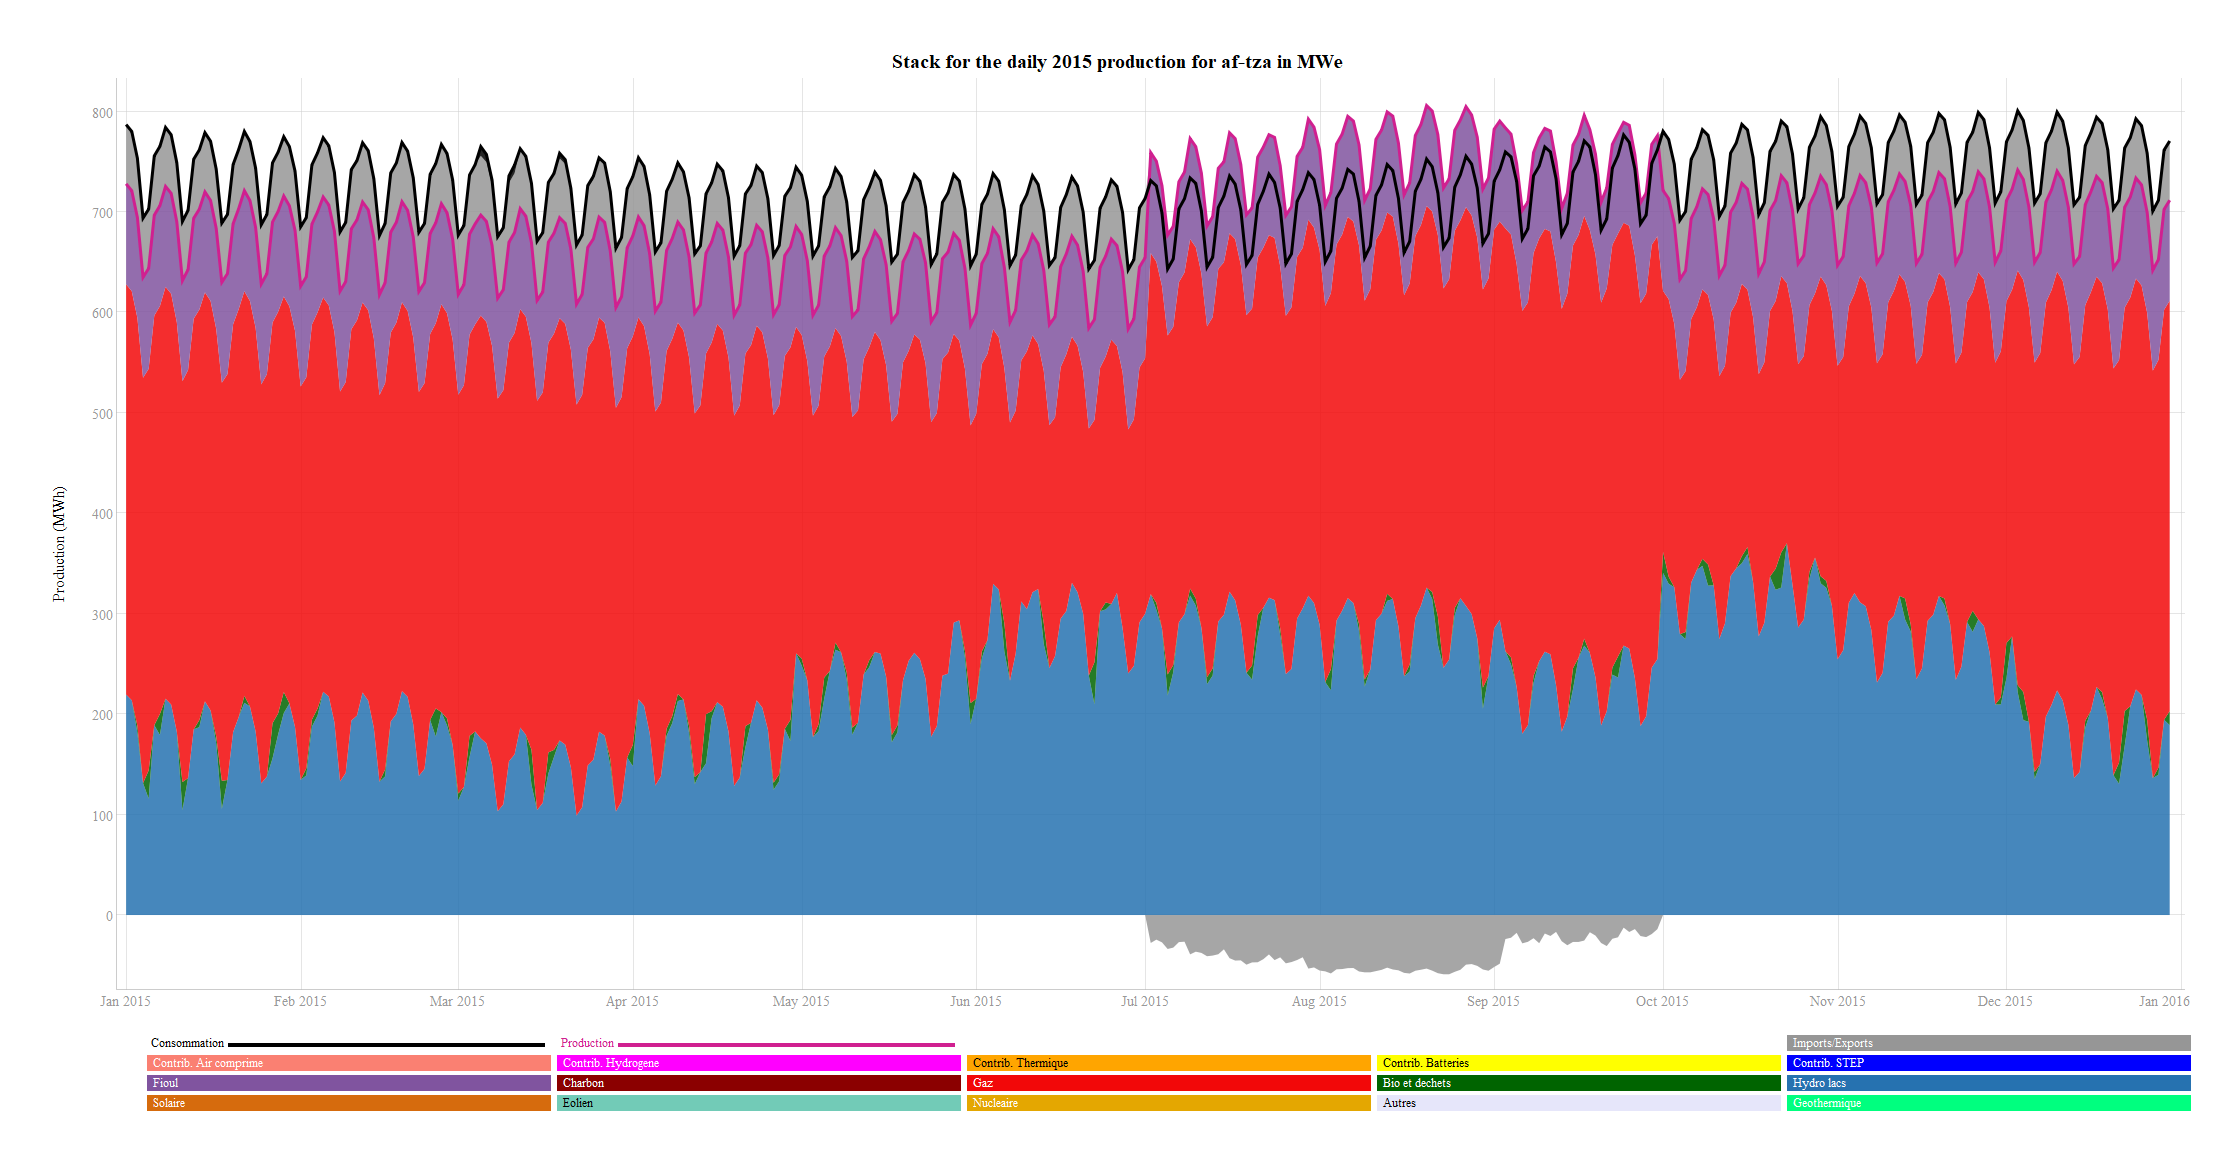 Stack for the daily 2015 production for af-tza in MWe
Production (MWh)
800
700
600
500
400
300
200
100
0
Jan 2015 Feb 2015 Mar 2015 Apr 2015 May 2015 Jun 2015 Jul 2015 Aug 2015 Sep 2015 Oct 2015 Nov 2015 Dec 2015 Jan 2016
Consommation Production Imports/Exports
Contrib. Air comprime Contrib. Hydrogene Contrib. Thermique Contrib. Batteries Contrib. STEP
Fioul Charbon Gaz Bio et dechets Hydro lacs
Solaire Eolien Nucleaire Autres Geothermique